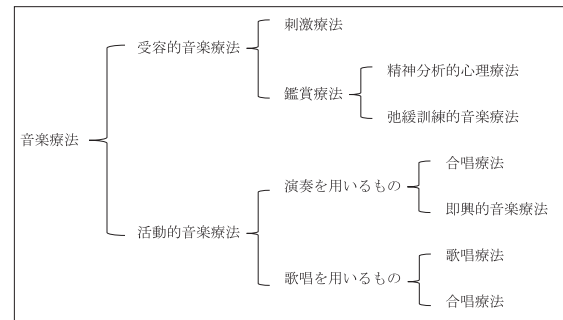 音楽療法
受容的音楽療法
刺激療法
鑑賞療法
精神分析的心理療法
弛緩訓練的音楽療法
活動的音楽療法
演奏を用いるもの
合唱療法
即興的音楽療法
歌唱を用いるもの
歌唱療法
合唱療法